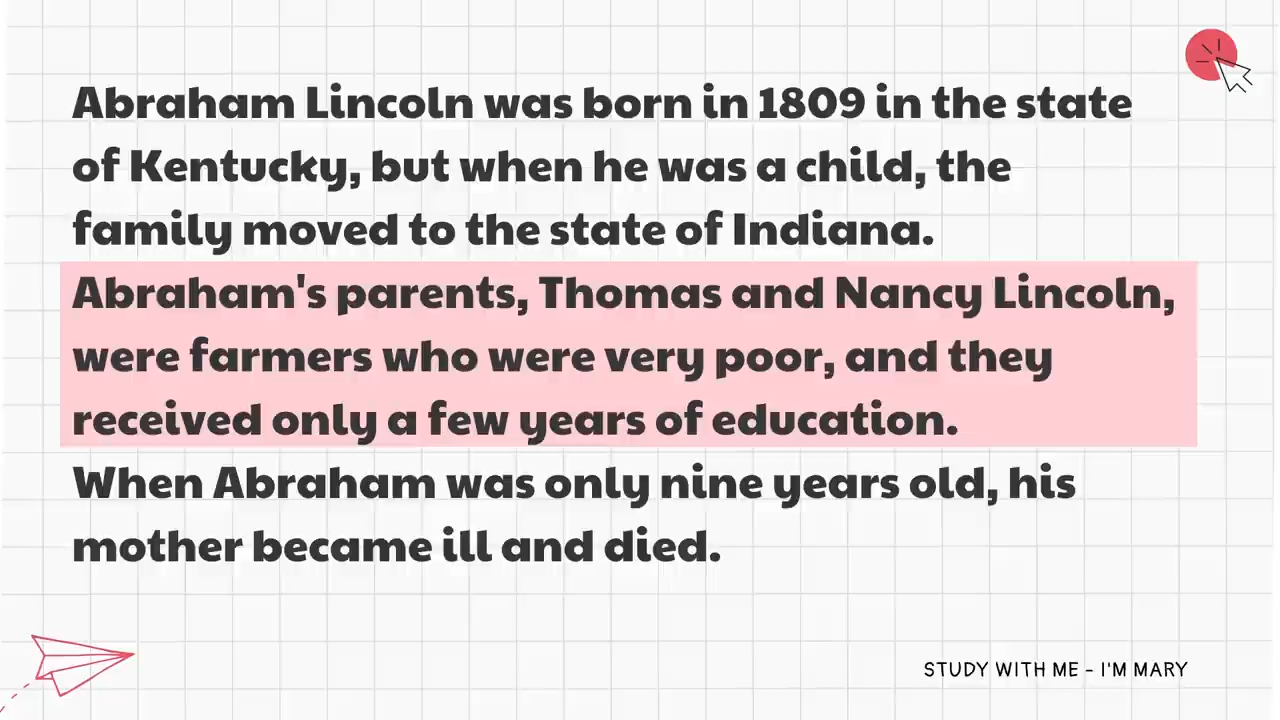 Abraham Lincoln was born in 1809 in the state
of Kentucky, but when he was a child, the
family moved to the state of Indiana.
Abraham's parents, Thomas and Nancy Lincoln,
were farmers who were very poor, and they
received only a few years of education.
When Abraham was only nine years old, his
mother became ill and died.
STUDY WITH ME - I'M MARY